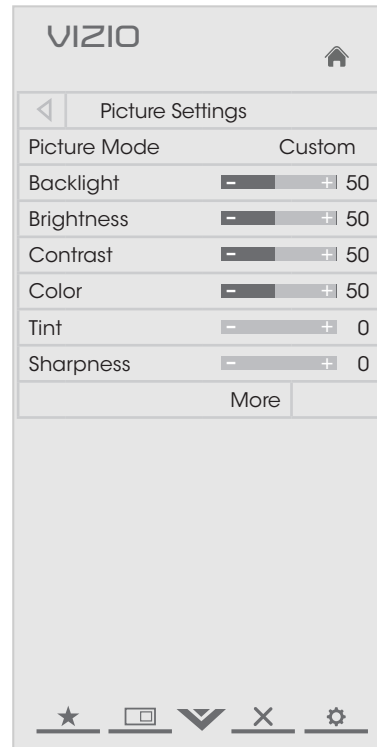 VIZIO
Picture Settings
Picture Mode Custom
Backlight - + 50
Brightness - + 50
Contrast - + 50
Color - + 50
Tint - + 0
Sharpness - + 0
More